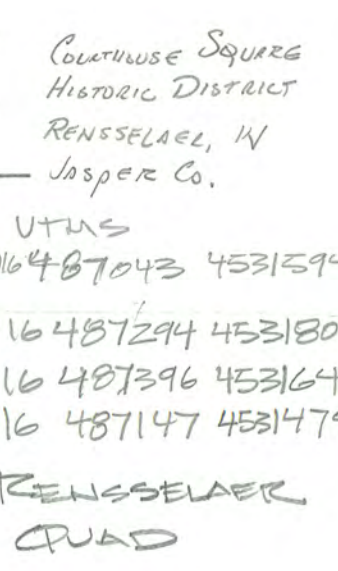 COURTHOUSE SQUARE
HISTORIC DISTRICT
RENSSELAER, IN
JASPER CO.
UTMS
16 487043 4531594
16 487294 453180
16 487396 453164
16 487147 453147
RENSSELAER
QUAD